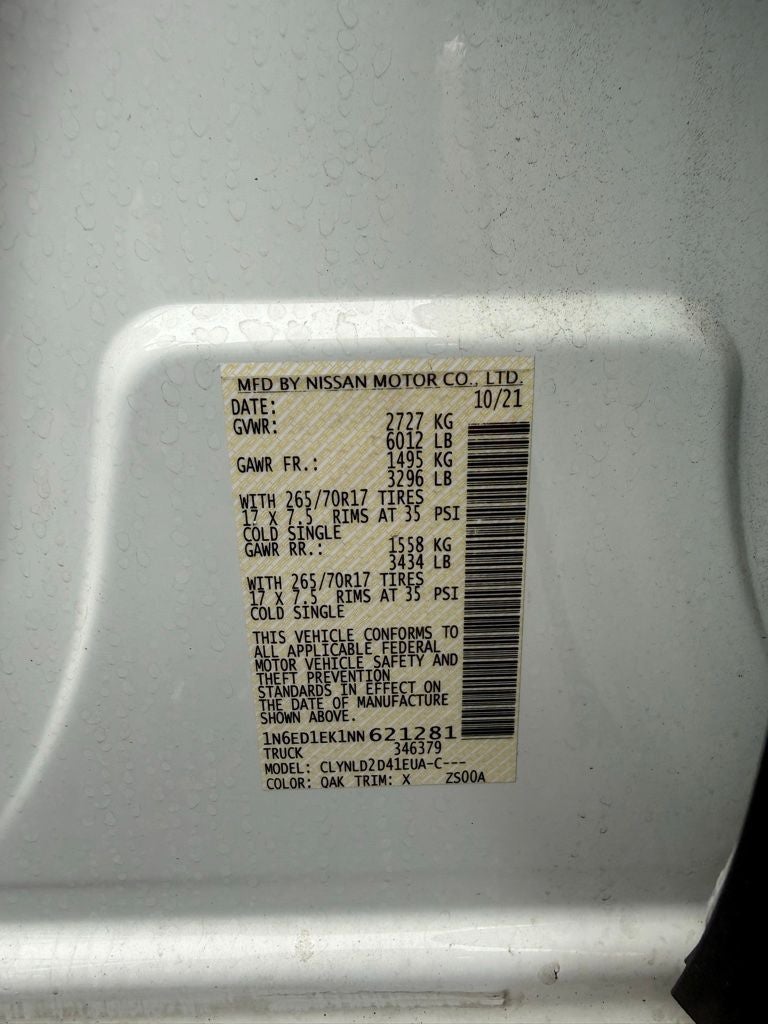 MFD BY NISSAN MOTOR CO., LTD.
DATE: 10/21
GVWR: 2727 KG
6012 LB
GAWR FR.: 1495 KG
3296 LB
WITH 265/70R17 TIRES
17 X 7.5 RIMS AT 35 PSI
COLD SINGLE
GAWR RR.: 1558 KG
3434 LB
WITH 265/70R17 TIRES
17 X 7.5 RIMS AT 35 PSI
COLD SINGLE
THIS VEHICLE CONFORMS TO
ALL APPLICABLE FEDERAL
MOTOR VEHICLE SAFETY AND
THEFT PREVENTION
STANDARDS IN EFFECT ON
THE DATE OF MANUFACTURE
SHOWN ABOVE.
1N6ED1EK1NN621281
TRUCK 346379
MODEL: CLYNLD2D41EUA-C---
COLOR: QAK TRIM: X ZS00A